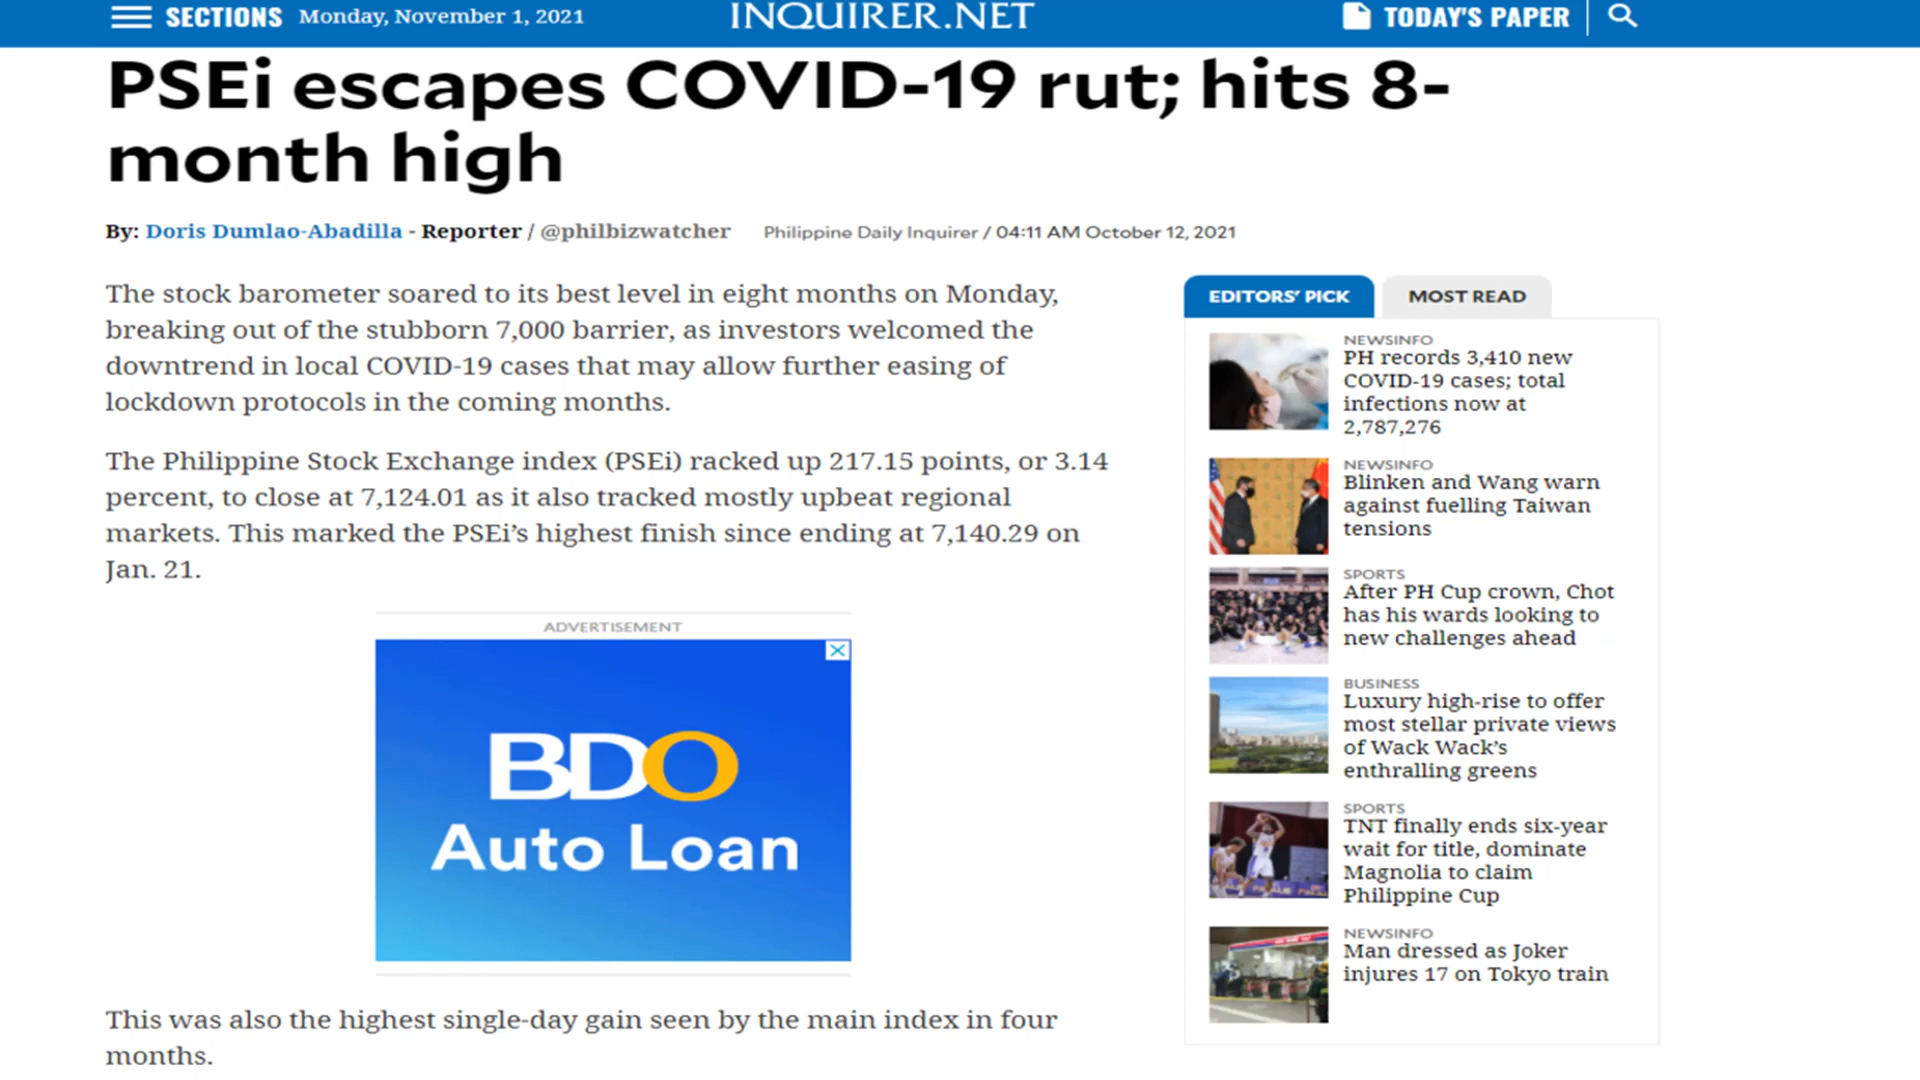 SECTIONS Monday, November 1, 2021 INQUIRER.NET TODAY'S PAPER
PSEi escapes COVID-19 rut; hits 8-
month high
By: Doris Dumlao-Abadilla - Reporter / @philbizwatcher Philippine Daily Inquirer / 04:11 AM October 12, 2021
The stock barometer soared to its best level in eight months on Monday,
breaking out of the stubborn 7,000 barrier, as investors welcomed the
downtrend in local COVID-19 cases that may allow further easing of
lockdown protocols in the coming months.
The Philippine Stock Exchange index (PSEi) racked up 217.15 points, or 3.14
percent, to close at 7,124.01 as it also tracked mostly upbeat regional
markets. This marked the PSEi’s highest finish since ending at 7,140.29 on
Jan. 21.
ADVERTISEMENT
BDO
Auto Loan
This was also the highest single-day gain seen by the main index in four
months.
EDITORS’ PICK MOST READ
NEWSINFO
PH records 3,410 new
COVID-19 cases; total
infections now at
2,787,276
NEWSINFO
Blinken and Wang warn
against fuelling Taiwan
tensions
SPORTS
After PH Cup crown, Chot
has his wards looking to
new challenges ahead
BUSINESS
Luxury high-rise to offer
most stellar private views
of Wack Wack’s
enthralling greens
SPORTS
TNT finally ends six-year
wait for title, dominate
Magnolia to claim
Philippine Cup
NEWSINFO
Man dressed as Joker
injures 17 on Tokyo train